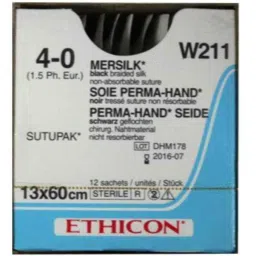 4-0
(1.5 Ph. Eur.)
MERSILK*
W211
black braided silk
non-absorbable suture
SOIE PERMA-HAND*
noir tressé suture non résorbable
PERMA-HAND* SEIDE
schwarz geflochten
chirurg. Nahtmaterial
nicht resorbierbar
SUTUPAK*
LOT DHM178
2016-07
13x60cm
12 sachets / unités / Stück
STERILE R
ETHICON